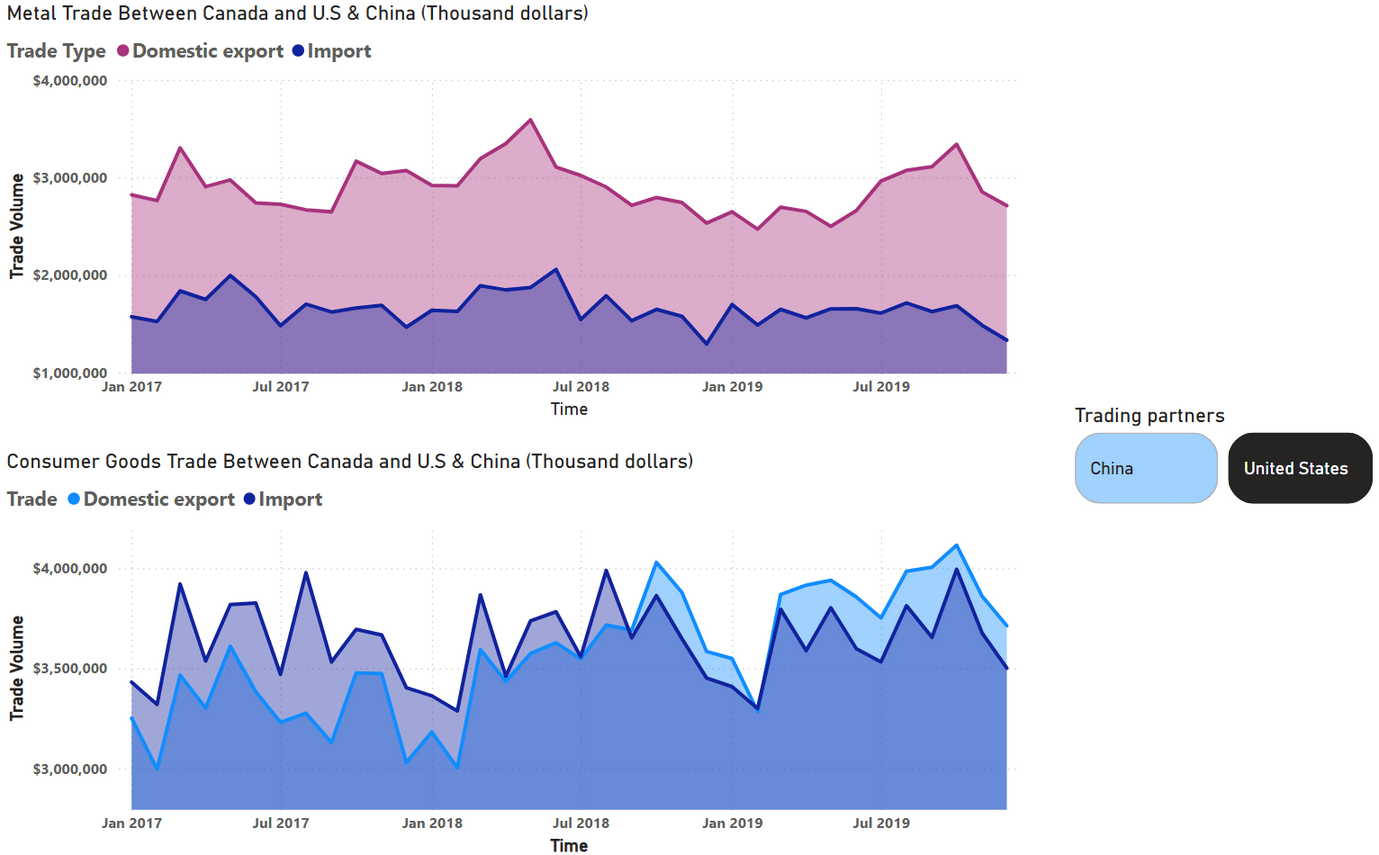 Metal Trade Between Canada and U.S & China (Thousand dollars)
Trade Type Domestic export Import
$4,000,000
$3,000,000
$2,000,000
$1,000,000
Trade Volume
Jan 2017 Jul 2017 Jan 2018 Jul 2018 Jan 2019 Jul 2019
Time
Trading partners
China United States
Consumer Goods Trade Between Canada and U.S & China (Thousand dollars)
Trade Domestic export Import
$4,000,000
$3,500,000
$3,000,000
Trade Volume
Jan 2017 Jul 2017 Jan 2018 Jul 2018 Jan 2019 Jul 2019
Time